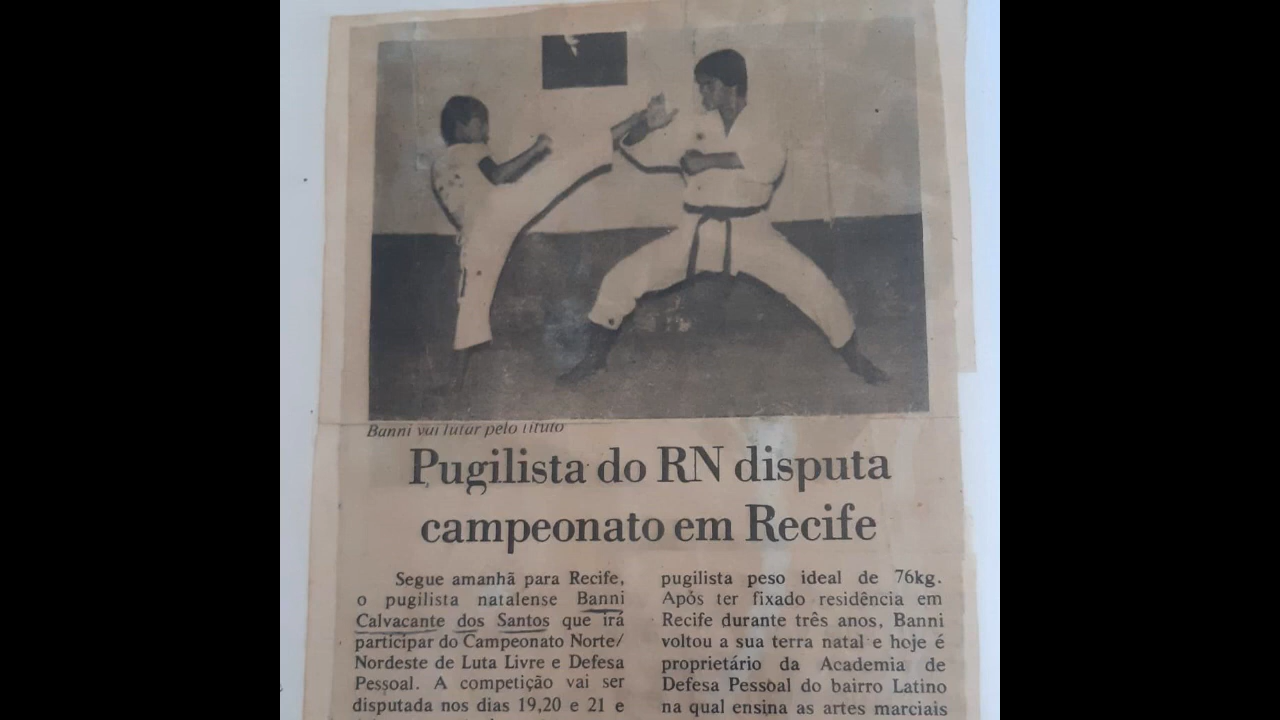 Banni vai lutar pelo título
Pugilista do RN disputa
campeonato em Recife
Segue amanhã para Recife,
o pugilista natalense Banni
Calvacante dos Santos que irá
participar do Campeonato Norte/
Nordeste de Luta Livre e Defesa
Pessoal. A competição vai ser
disputada nos dias 19,20 e 21 e
pugilista peso ideal de 76kg.
Após ter fixado residência em
Recife durante três anos, Banni
voltou a sua terra natal e hoje é
proprietário da Academia de
Defesa Pessoal do bairro Latino
na qual ensina as artes marciais